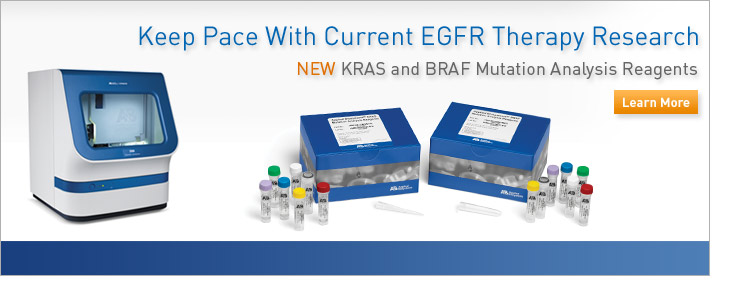 Keep Pace With Current EGFR Therapy Research
NEW KRAS and BRAF Mutation Analysis Reagents
Learn More